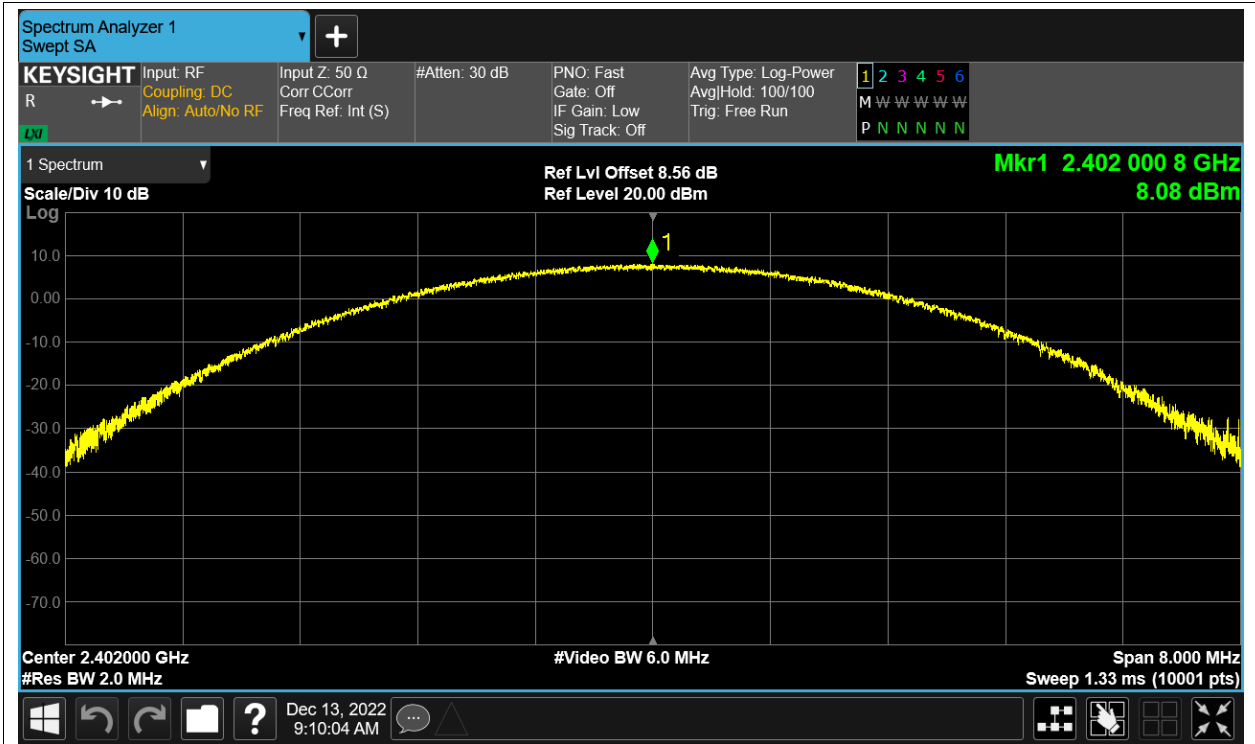 Spectrum Analyzer 1
Swept SA
KEYSIGHT
R
LXI
Input: RF
Coupling: DC
Align: Auto/No RF
Input Z: 50 Ω
Corr CCorr
Freq Ref: Int (S)
#Atten: 30 dB
PNO: Fast
Gate: Off
IF Gain: Low
Sig Track: Off
Avg Type: Log-Power
Avg|Hold: 100/100
Trig: Free Run
1 2 3 4 5 6
M W W W W W W
P N N N N N N
1 Spectrum
Scale/Div 10 dB
Log
Ref Lvl Offset 8.56 dB
Ref Level 20.00 dBm
Mkr1 2.402 000 8 GHz
8.08 dBm
1
10.0
0.00
-10.0
-20.0
-30.0
-40.0
-50.0
-60.0
-70.0
Center 2.402000 GHz
#Video BW 6.0 MHz
Span 8.000 MHz
#Res BW 2.0 MHz
Sweep 1.33 ms (10001 pts)
?
Dec 13, 2022
9:10:04 AM